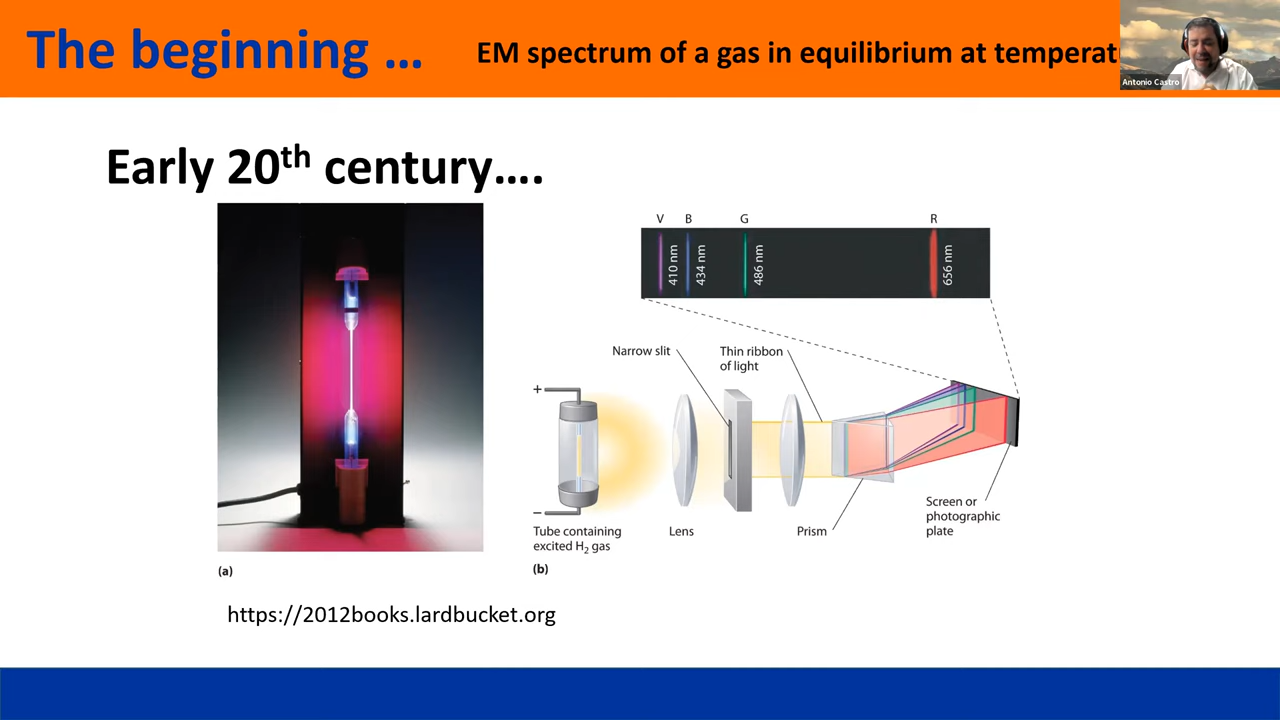 The beginning …
EM spectrum of a gas in equilibrium at
Antonio Castro
Early 20th century….
V B G R
410 nm
434 nm
486 nm
656 nm
Narrow slit
Thin ribbon
of light
+
−
Tube containing
excited H2 gas
Lens
Prism
Screen or
photographic
plate
(a)
(b)
https://2012books.lardbucket.org